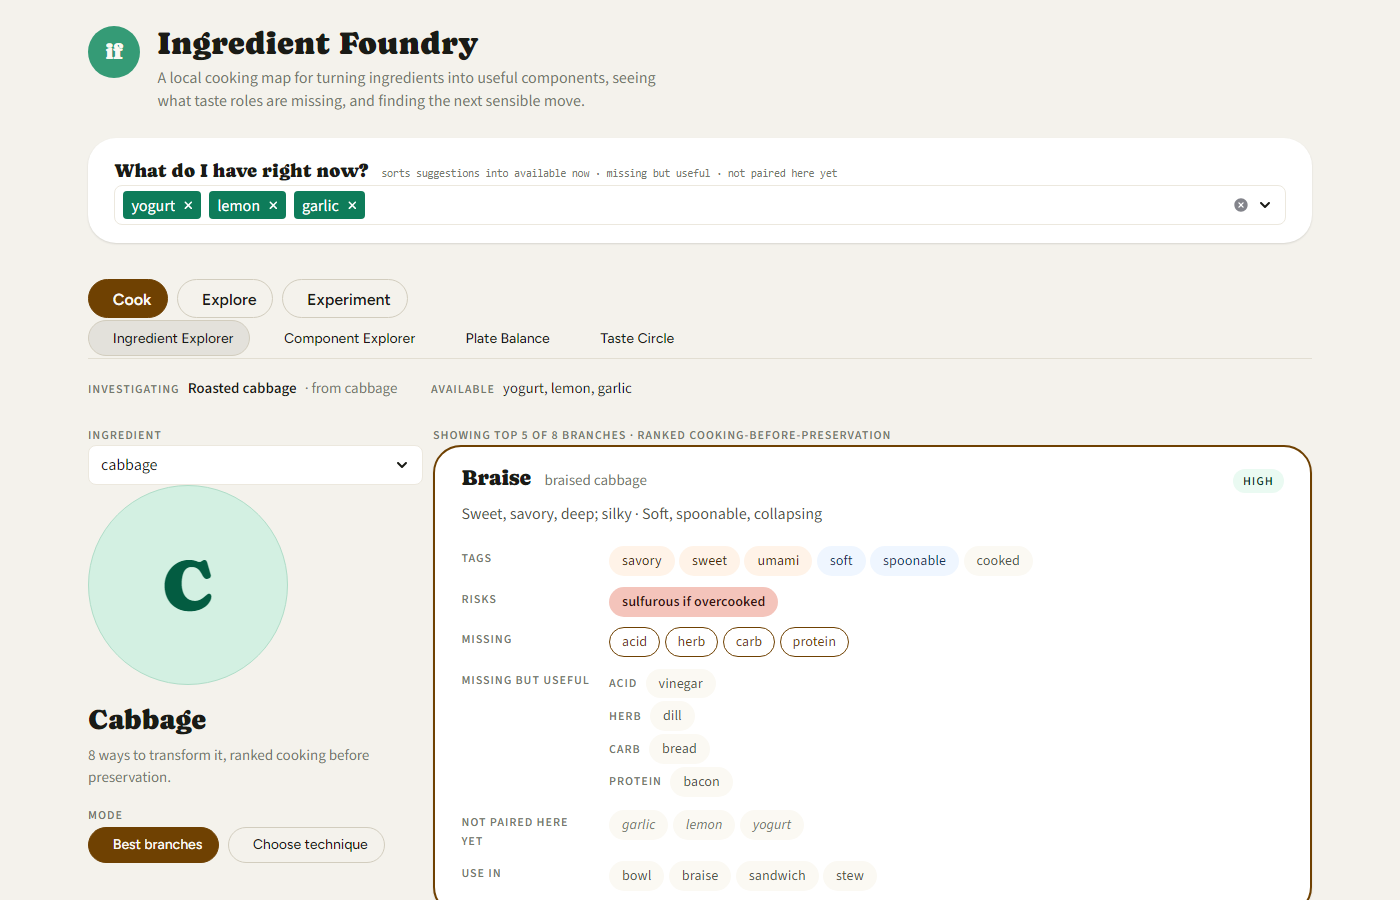 if
Ingredient Foundry
A local cooking map for turning ingredients into useful components, seeing
what taste roles are missing, and finding the next sensible move.
What do I have right now? sorts suggestions into available now · missing but useful · not paired here yet
yogurt × lemon × garlic ×
Cook Explore Experiment
Ingredient Explorer Component Explorer Plate Balance Taste Circle
INVESTIGATING Roasted cabbage · from cabbage AVAILABLE yogurt, lemon, garlic
INGREDIENT
cabbage
C
Cabbage
8 ways to transform it, ranked cooking before
preservation.
MODE
Best branches Choose technique
SHOWING TOP 5 OF 8 BRANCHES · RANKED COOKING-BEFORE-PRESERVATION
Braise braised cabbage HIGH
Sweet, savory, deep; silky · Soft, spoonable, collapsing
TAGS savory sweet umami soft spoonable cooked
RISKS sulfurous if overcooked
MISSING acid herb carb protein
MISSING BUT USEFUL ACID vinegar
HERB dill
CARB bread
PROTEIN bacon
NOT PAIRED HERE
YET
garlic lemon yogurt
USE IN bowl braise sandwich stew